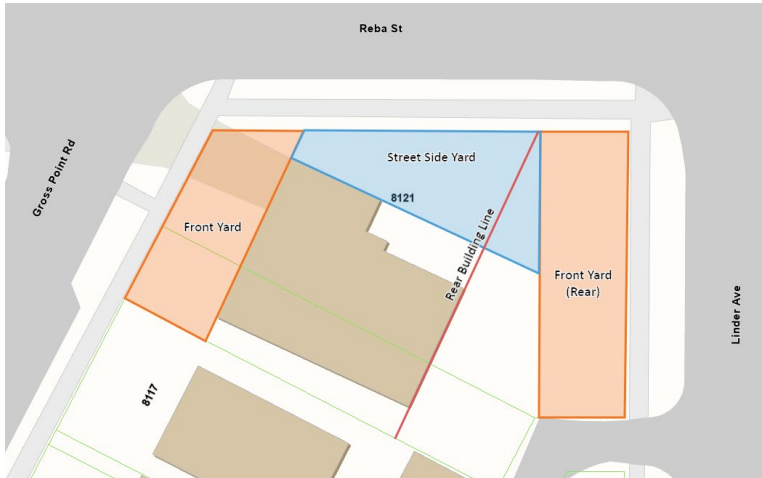 Reba St
Gross Point Rd
Street Side Yard
8121
Front Yard
Rear Building Line
Front Yard
(Rear)
Linder Ave
8117